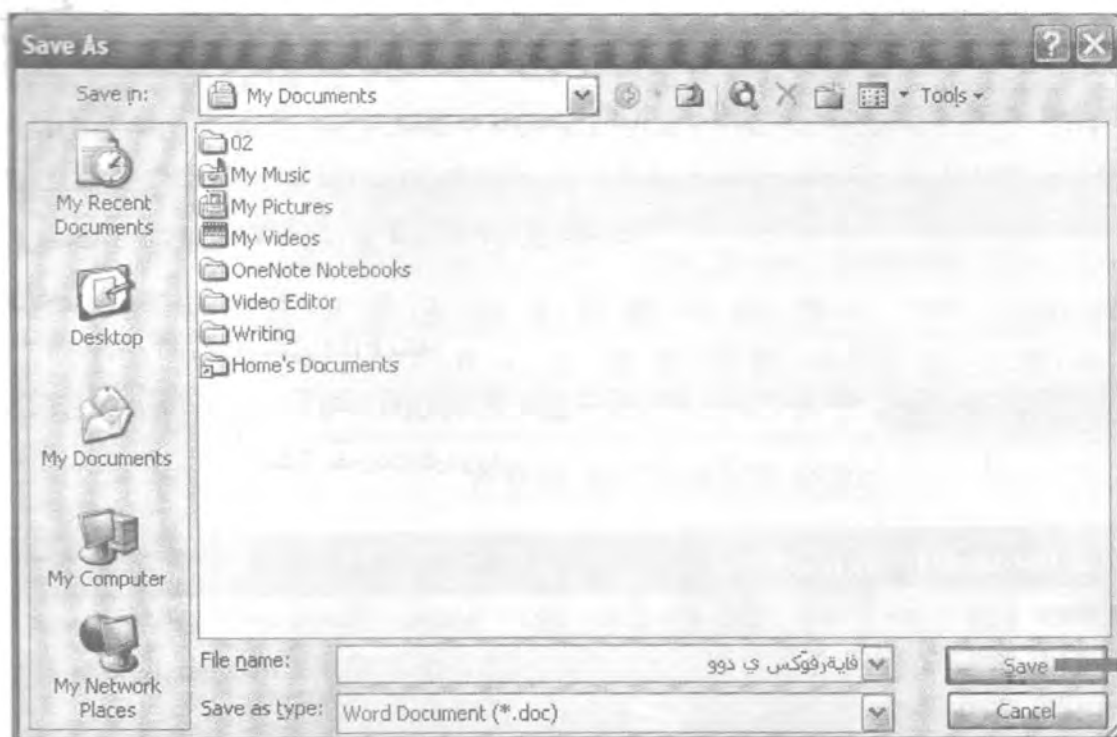 Save As
Save in:
My Documents
Tools
02
My Music
My Pictures
My Videos
OneNote Notebooks
Video Editor
Writing
Home's Documents
My Recent
Documents
Desktop
My Documents
My Computer
My Network
Places
File name:
فايةرفؤكس ي دوو
Save
Save as type:
Word Document (*.doc)
Cancel